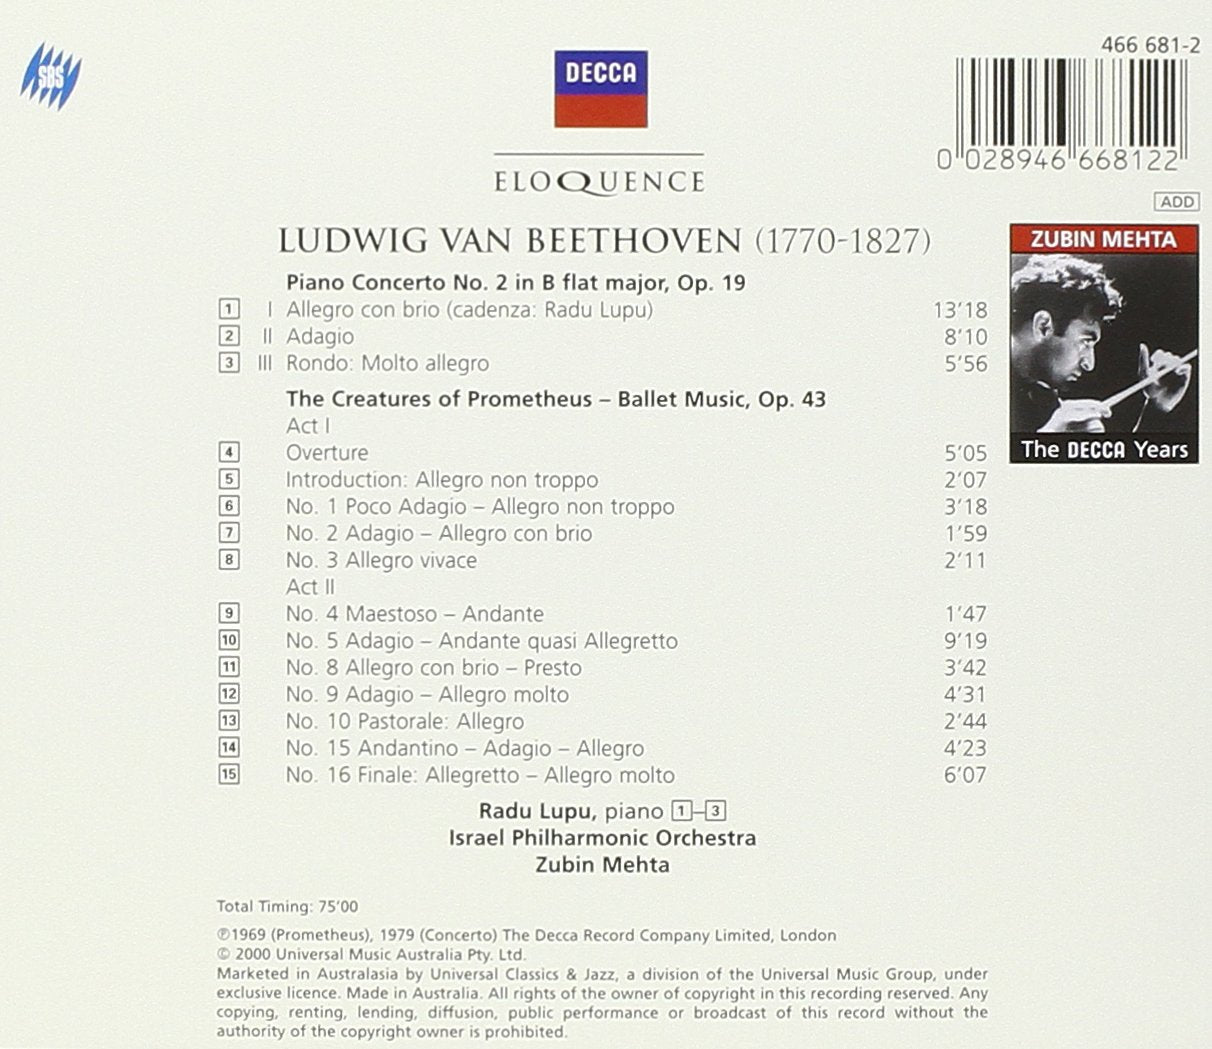 SBS
DECCA
ELOQUENCE
466 681-2
0 028946 668122
ADD
ZUBIN MEHTA
The DECCA Years
LUDWIG VAN BEETHOVEN (1770-1827)
Piano Concerto No. 2 in B flat major, Op. 19
1 I Allegro con brio (cadenza: Radu Lupu) 13'18
2 II Adagio 8'10
3 III Rondo: Molto allegro 5'56
The Creatures of Prometheus – Ballet Music, Op. 43
Act I
4 Overture 5'05
5 Introduction: Allegro non troppo 2'07
6 No. 1 Poco Adagio – Allegro non troppo 3'18
7 No. 2 Adagio – Allegro con brio 1'59
8 No. 3 Allegro vivace 2'11
Act II
9 No. 4 Maestoso – Andante 1'47
10 No. 5 Adagio – Andante quasi Allegretto 9'19
11 No. 8 Allegro con brio – Presto 3'42
12 No. 9 Adagio – Allegro molto 4'31
13 No. 10 Pastorale: Allegro 2'44
14 No. 15 Andantino – Adagio – Allegro 4'23
15 No. 16 Finale: Allegretto – Allegro molto 6'07
Radu Lupu, piano 1–3
Israel Philharmonic Orchestra
Zubin Mehta
Total Timing: 75'00
℗1969 (Prometheus), 1979 (Concerto) The Decca Record Company Limited, London
© 2000 Universal Music Australia Pty. Ltd.
Marketed in Australasia by Universal Classics & Jazz, a division of the Universal Music Group, under
exclusive licence. Made in Australia. All rights of the owner of copyright in this recording reserved. Any
copying, renting, lending, diffusion, public performance or broadcast of this record without the
authority of the copyright owner is prohibited.